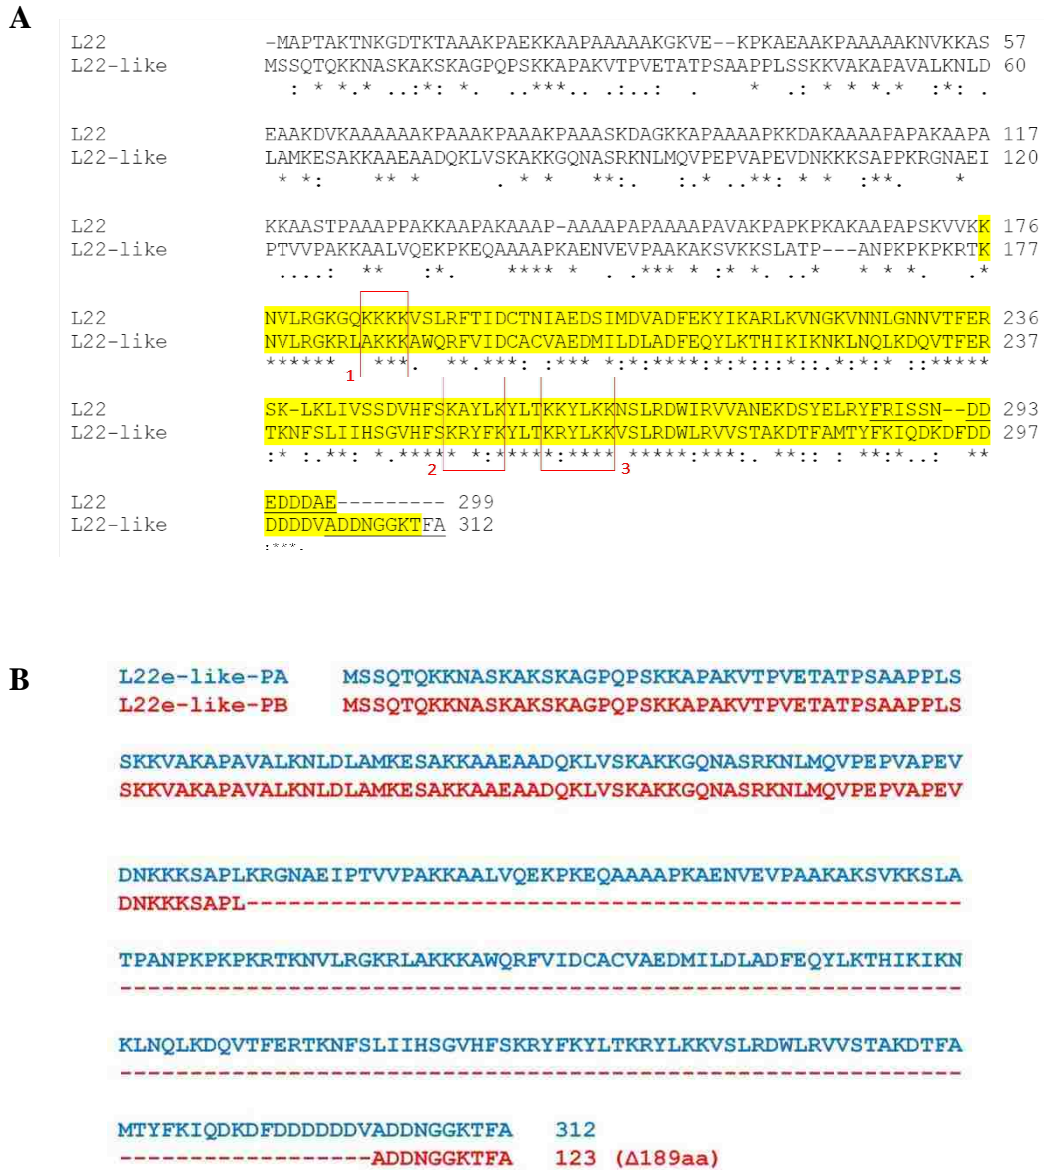 A
L22 -MAPTAKTNKGDTKTAAAKPAEKKAAPAAAAAKGKVE--KPKAEAAKPAAAAAKNVKKAS 57
L22-like MSSQTQKKNASKAKSKAGPQPSKKAPAKVTPVETATPSAAPPLSSKKVAKAPAVALKNLD 60
: * *.* ..:*: *. ..***. ..:..: . * .: * *.* :*: .
L22 EAAKDVKAAAAAAKPAAAKPAAAKPAAASKDAGKKAPAAAAPKKDAKAAAAPAPAKAAPA 117
L22-like LAMKESAKKAAEAADQKLVSKAKKGQNASRKNLMQVPEPVAPEVDNKKKSAPPKRGNAEI 120
* *: ** * . * * **:. :.* ..**: * * :**. *
L22 KKAASTPAAAPPAKKAAPAKAAAP-AAAAPAPAAAAPAVAKPAPKPKAKAAPAPSKVVKK 176
L22-like PTVVPAKKAALVQEKPKEQAAAAPKAENVEVPAAKAKSVKKSLATP---ANPKPKPKRTK 177
....: ** :*. **** * . .*** * :* *. .* * * *. .*
L22 NVLRGKGQKKKKVSLRFTIDCTNIAEDSIMDVADFEKYIKARLKVNGKVNNLGNNVTFER 236
L22-like NVLRGKRLAKKKAWQRFVIDCACVAEDMILDLADFEQYLKTHIKIKNKLNQLKDQVTFER 237
****** ***. **.***: :*** *:*:****:*:*:::*::.*:*:* ::*****
1
L22 SK-LKLIVSSDVHFSKAYLKYLTKKYLKKNSLRDWIRVVANEKDSYELRYFRISSN--DD 293
L22-like TKNFSLIIHSGVHFSKRYFKYLTKRYLKKVSLRDWLRVVSTAKDTFAMTYFKIQDKDFDD 297
:* :.**: *.***** *:*****:**** *****:***:. **:: : **:*..: **
2 3
L22 EDDDAE--------- 299
L22-like DDDDVADDNGGKTFA 312
:***.
B
L22e-like-PA MSSQTQKKNASKAKSKAGPQPSKKAPAKVTPVETATPSAAPPLS
L22e-like-PB MSSQTQKKNASKAKSKAGPQPSKKAPAKVTPVETATPSAAPPLS
SKKVAKAPAVALKNLDLAMKESAKKAAEAADQKLVSKAKKGQNASRKNLMQVPEPVAPEV
SKKVAKAPAVALKNLDLAMKESAKKAAEAADQKLVSKAKKGQNASRKNLMQVPEPVAPEV
DNKKKSAPLKRGNAEIPTVVPAKKAALVQEKPKEQAAAAPKAENVEVPAAKAKSVKKSLA
DNKKKSAPL---------------------------------------------------
TPANPKPKPKRTKNVLRGKRLAKKKAWQRFVIDCACVAEDMILDLADFEQYLKTHIKIKN
------------------------------------------------------------
KLNQLKDQVTFERTKNFSLIIHSGVHFSKRYFKYLTKRYLKKVSLRDWLRVVSTAKDTFA
------------------------------------------------------------
MTYFKIQDKDFDDDDDDVADDNGGKTFA 312
------------------ADDNGGKTFA 123 (Δ189aa)